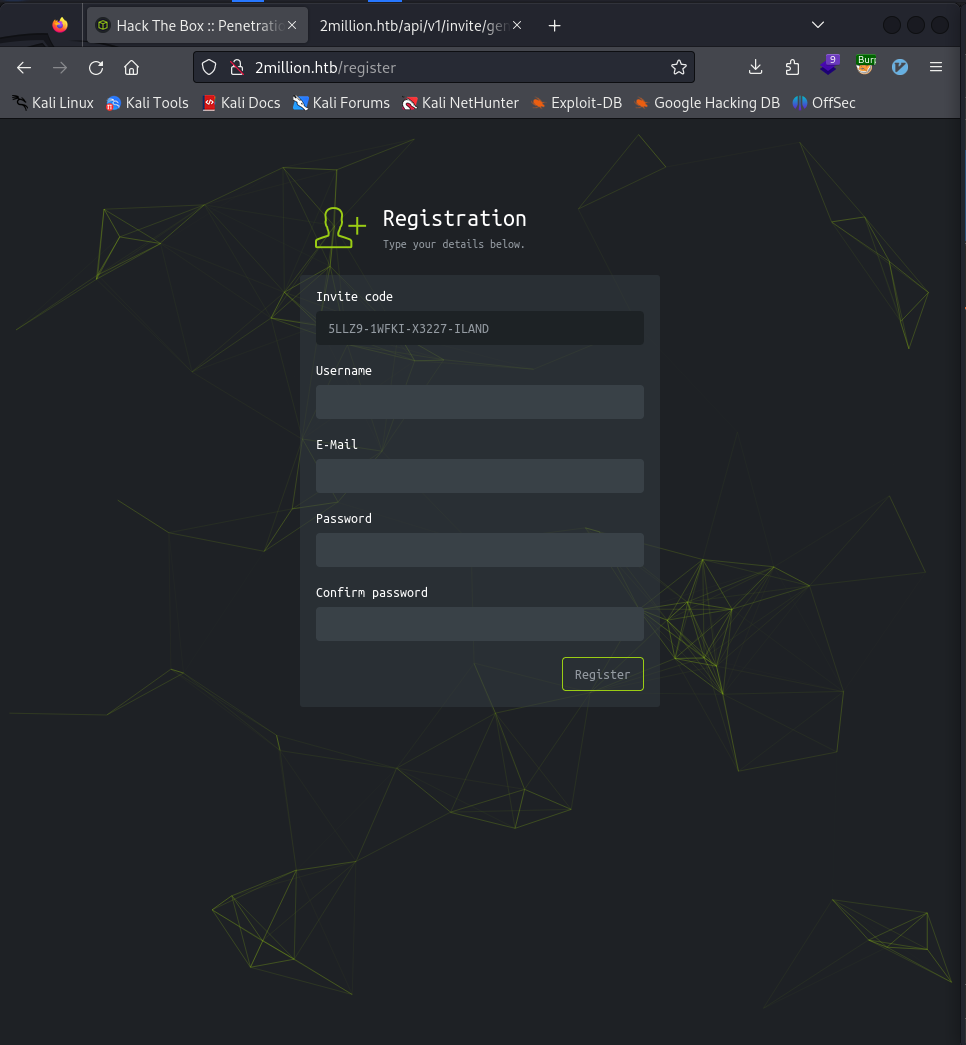 Hack The Box :: Penetratio
2million.htb/api/v1/invite/gen
2million.htb/register
9
Burp
Kali Linux
Kali Tools
Kali Docs
Kali Forums
Kali NetHunter
Exploit-DB
Google Hacking DB
OffSec
Registration
Type your details below.
Invite code
5LLZ9-1WFKI-X3227-ILAND
Username
E-Mail
Password
Confirm password
Register